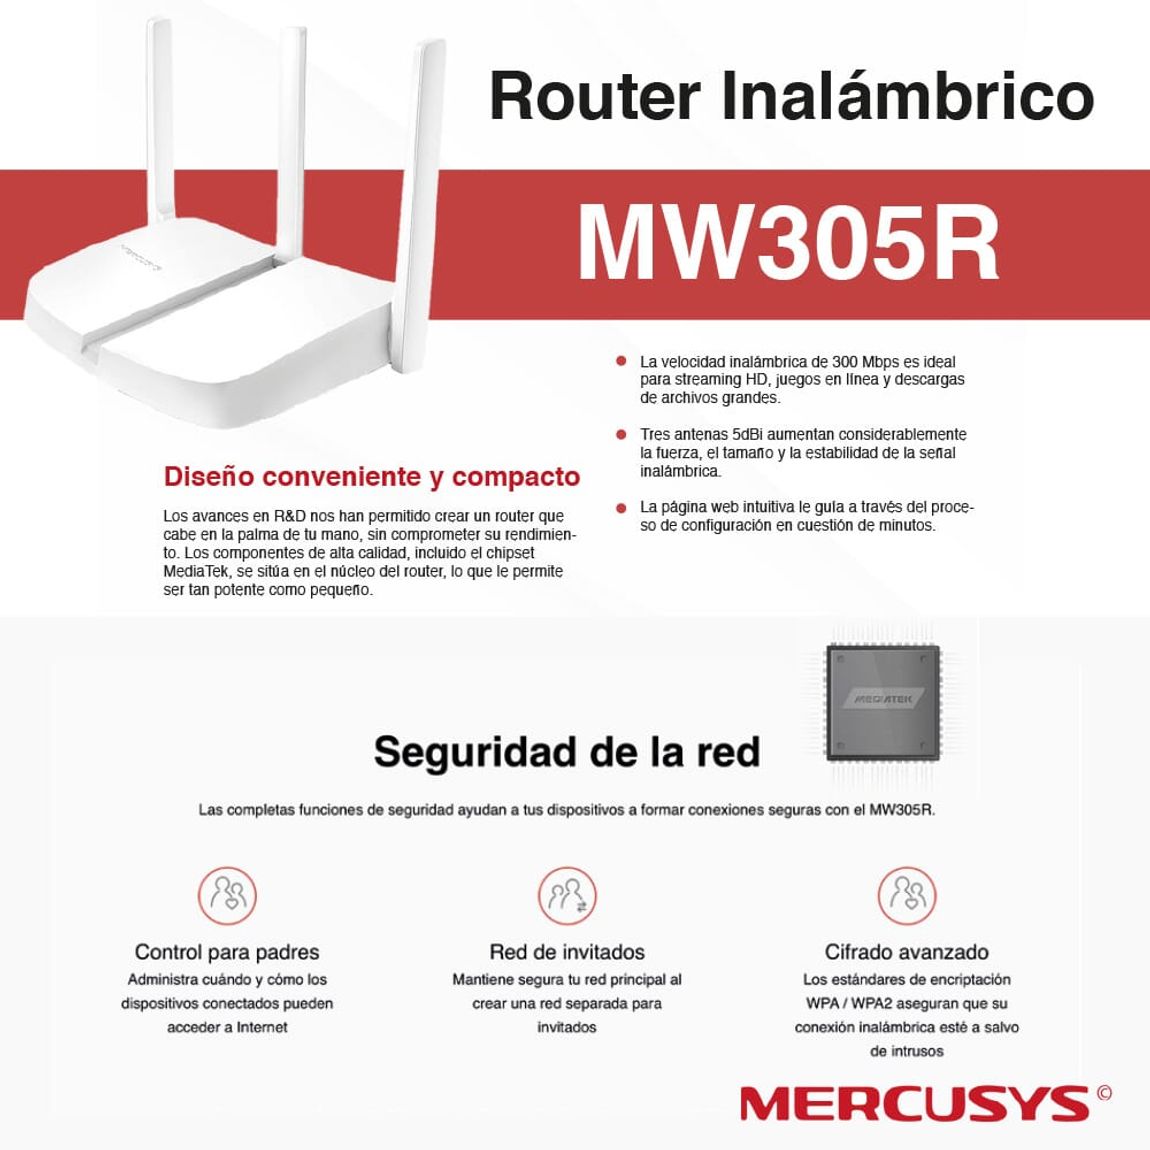 Router Inalámbrico
MW305R
MERCUSYS
La velocidad inalámbrica de 300 Mbps es ideal
para streaming HD, juegos en línea y descargas
de archivos grandes.
Tres antenas 5dBi aumentan considerablemente
la fuerza, el tamaño y la estabilidad de la señal
inalámbrica.
La página web intuitiva le guía a través del proce-
so de configuración en cuestión de minutos.
Diseño conveniente y compacto
Los avances en R&D nos han permitido crear un router que
cabe en la palma de tu mano, sin comprometer su rendimien-
to. Los componentes de alta calidad, incluido el chipset
MediaTek, se sitúa en el núcleo del router, lo que le permite
ser tan potente como pequeño.
MEDIATEK
Seguridad de la red
Las completas funciones de seguridad ayudan a tus dispositivos a formar conexiones seguras con el MW305R.
Control para padres
Administra cuándo y cómo los
dispositivos conectados pueden
acceder a Internet
Red de invitados
Mantiene segura tu red principal al
crear una red separada para
invitados
Cifrado avanzado
Los estándares de encriptación
WPA / WPA2 aseguran que su
conexión inalámbrica esté a salvo
de intrusos
MERCUSYS©